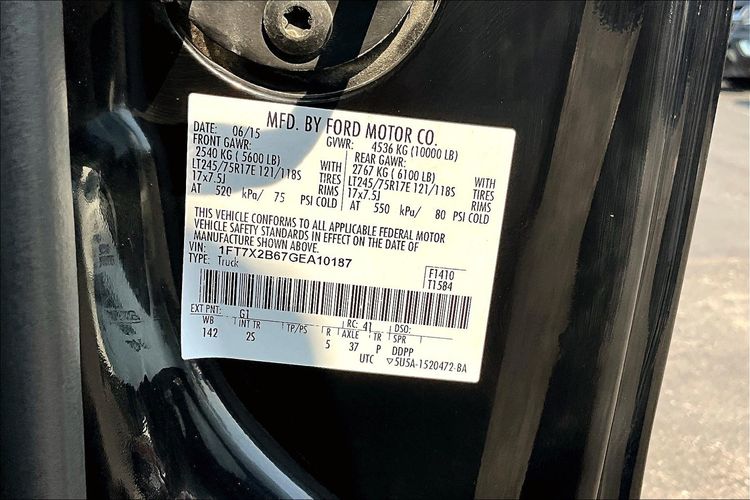 MFD. BY FORD MOTOR CO.
DATE: 06/15 GVWR: 4536 KG (10000 LB)
FRONT GAWR: REAR GAWR:
2540 KG (5600 LB) WITH 2767 KG (6100 LB) WITH
LT245/75R17E 121/118S TIRES LT245/75R17E 121/118S TIRES
17x7.5J RIMS 17x7.5J RIMS
AT 520 kPa/ 75 PSI COLD AT 550 kPa/ 80 PSI COLD
THIS VEHICLE CONFORMS TO ALL APPLICABLE FEDERAL MOTOR
VEHICLE SAFETY STANDARDS IN EFFECT ON THE DATE OF
MANUFACTURE SHOWN ABOVE.
VIN: 1FT7X2B67GEA10187
TYPE: Truck
F1410
T1584
EXT PNT: G1 RC: 41 DSO:
WB INT TR TP/PS R AXLE TR SPR
142 2S 5 37 P DDPP
UTC ▽5U5A-1520472-BA